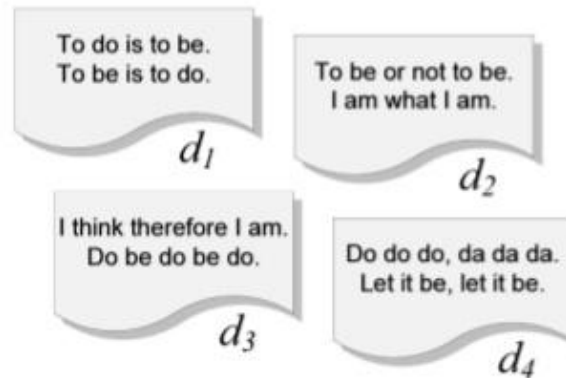 To do is to be.
To be is to do.
d1
To be or not to be.
I am what I am.
d2
I think therefore I am.
Do be do be do.
d3
Do do do, da da da.
Let it be, let it be.
d4